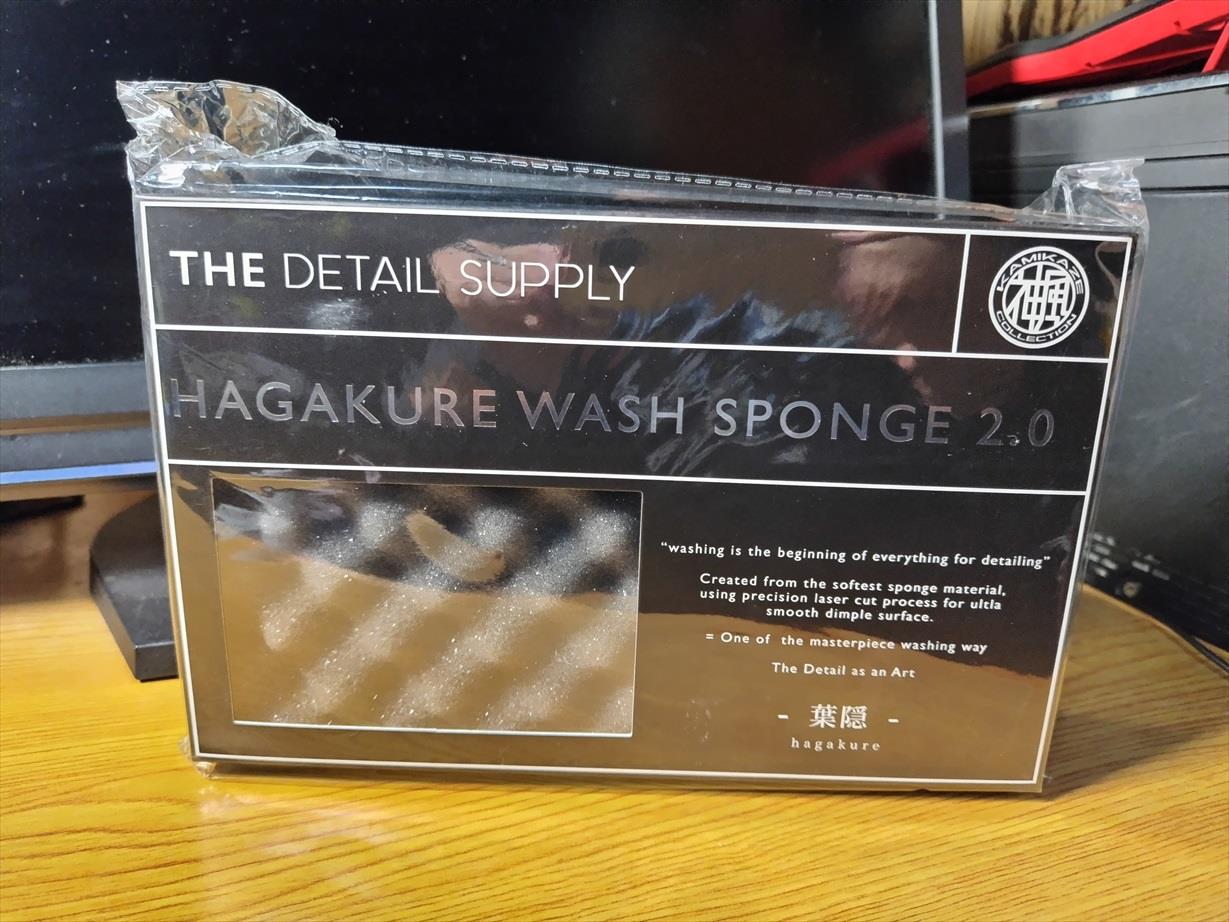 THE DETAIL SUPPLY
KAMIKAZE
神風
COLLECTION
HAGAKURE WASH SPONGE 2.0
“washing is the beginning of everything for detailing”
Created from the softest sponge material,
using precision laser cut process for ultla
smooth dimple surface.
= One of the masterpiece washing way
The Detail as an Art
- 葉隠 -
hagakure